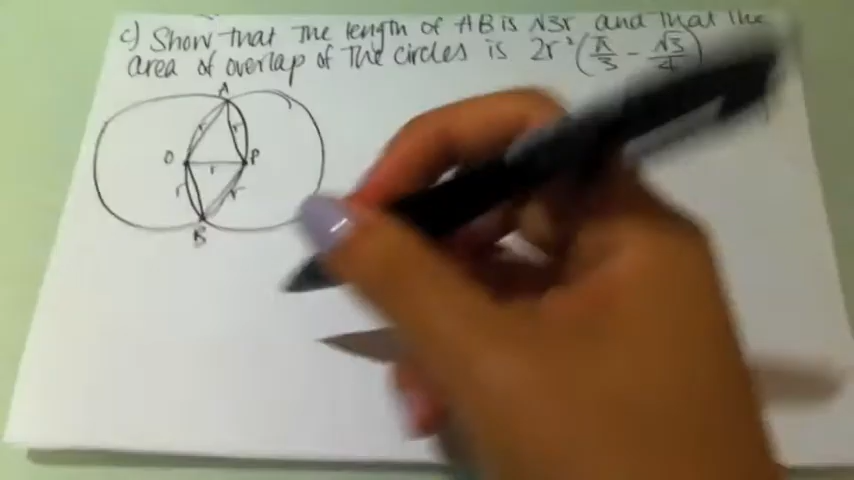 c) Show that the length of AB is √3r and that the
area of overlap of the circles is 2r²(π/3 - √3/4)
A
r r
O r P
r r
B